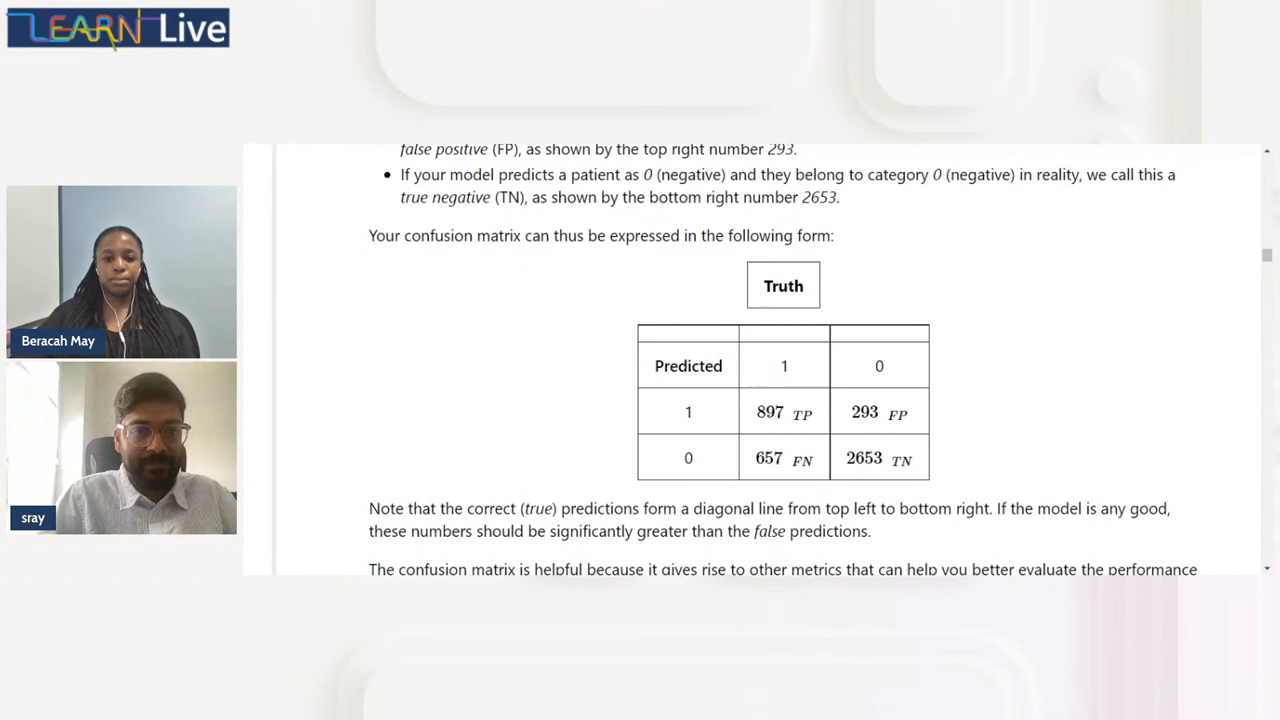 LEARN Live
false positive (FP), as shown by the top right number 293.
• If your model predicts a patient as 0 (negative) and they belong to category 0 (negative) in reality, we call this a
true negative (TN), as shown by the bottom right number 2653.
Your confusion matrix can thus be expressed in the following form:
Truth
Predicted 1 0
1 897 TP 293 FP
0 657 FN 2653 TN
Note that the correct (true) predictions form a diagonal line from top left to bottom right. If the model is any good,
these numbers should be significantly greater than the false predictions.
The confusion matrix is helpful because it gives rise to other metrics that can help you better evaluate the performance
Beracah May
sray